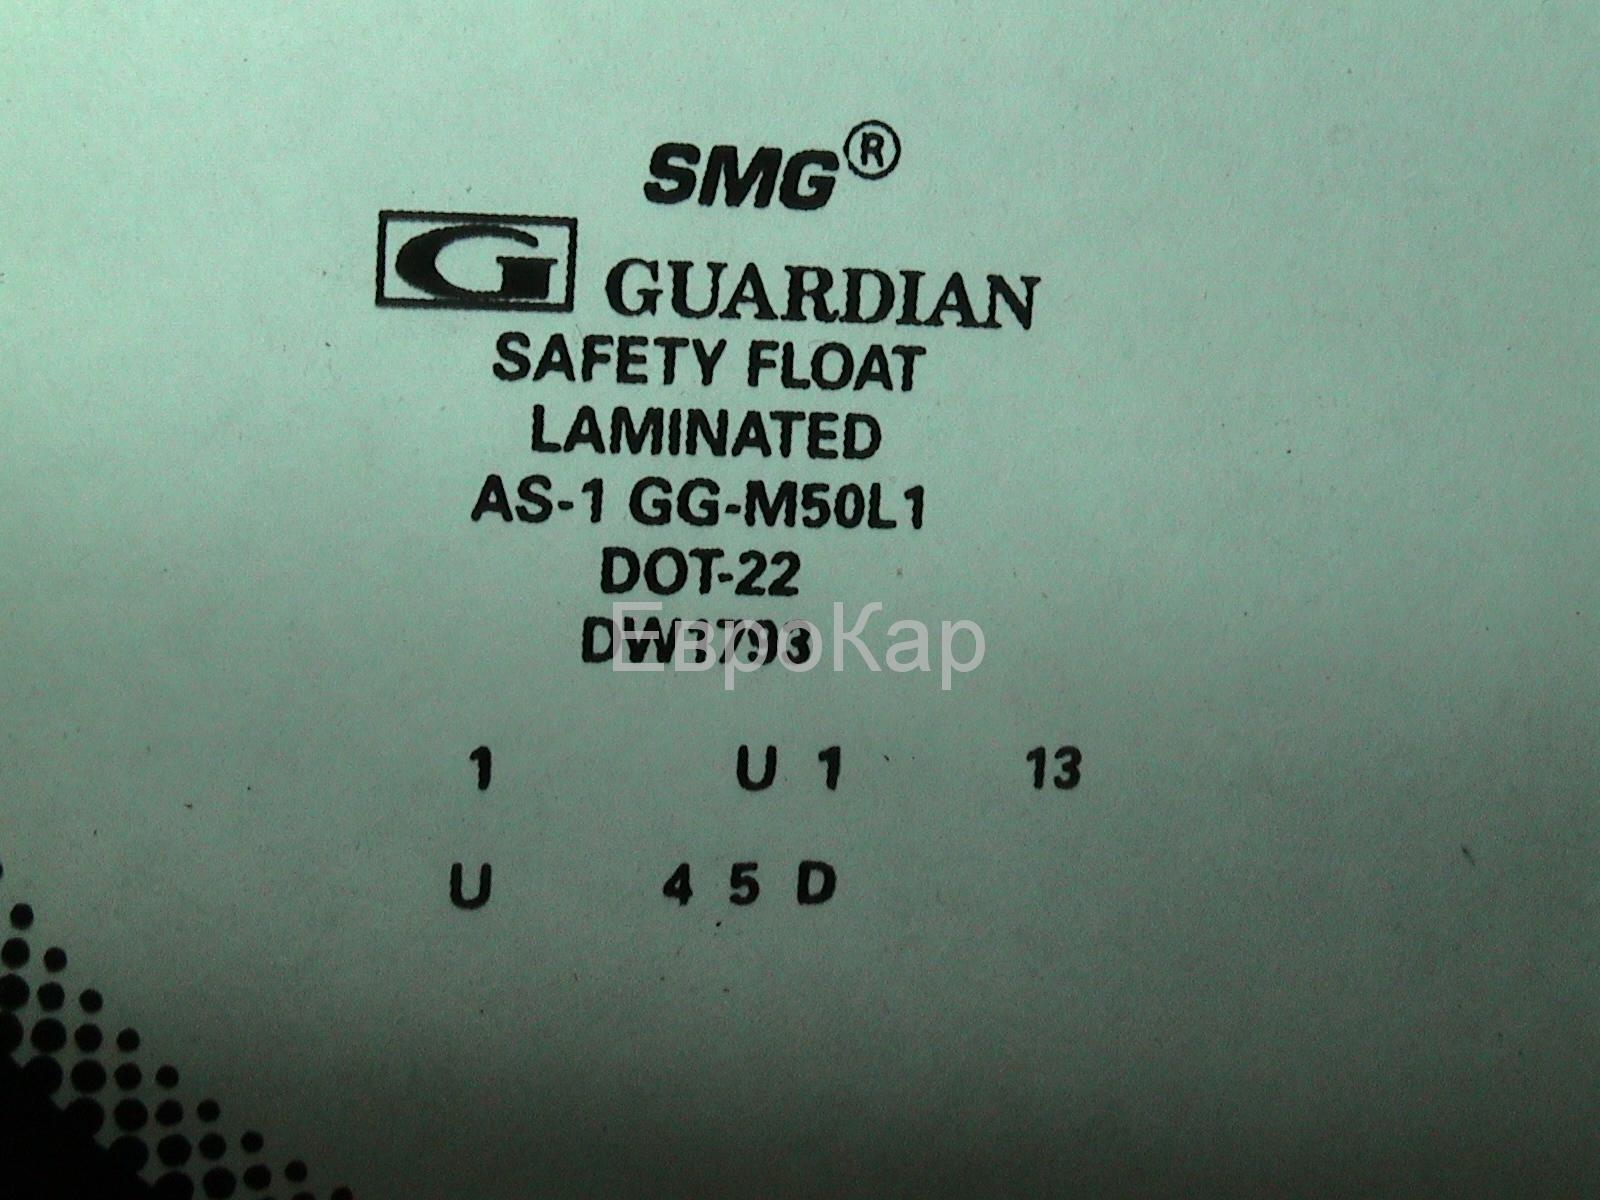 SMG®
G GUARDIAN
SAFETY FLOAT
LAMINATED
AS-1 GG-M50L1
DOT-22
ЕвроКар
1 U 1 13
U 4 5 D